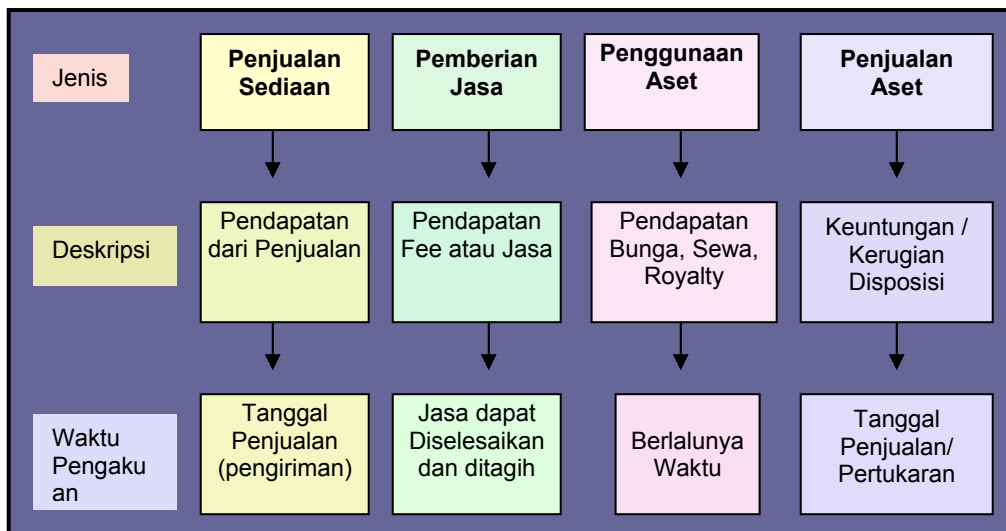 Jenis
Penjualan
Sediaan
Pemberian
Jasa
Penggunaan
Aset
Penjualan
Aset
Deskripsi
Pendapatan
dari Penjualan
Pendapatan
Fee atau Jasa
Pendapatan
Bunga, Sewa,
Royalty
Keuntungan /
Kerugian
Disposisi
Waktu
Pengaku
an
Tanggal
Penjualan
(pengiriman)
Jasa dapat
Diselesaikan
dan ditagih
Berlalunya
Waktu
Tanggal
Penjualan/
Pertukaran